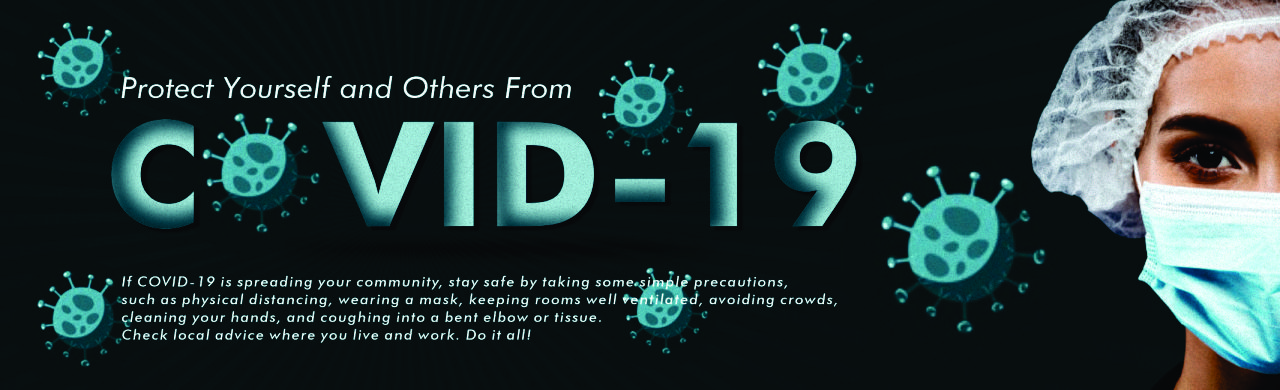 Protect Yourself and Others From
COVID-19
If COVID-19 is spreading your community, stay safe by taking some simple precautions,
such as physical distancing, wearing a mask, keeping rooms well ventilated, avoiding crowds,
cleaning your hands, and coughing into a bent elbow or tissue.
Check local advice where you live and work. Do it all!